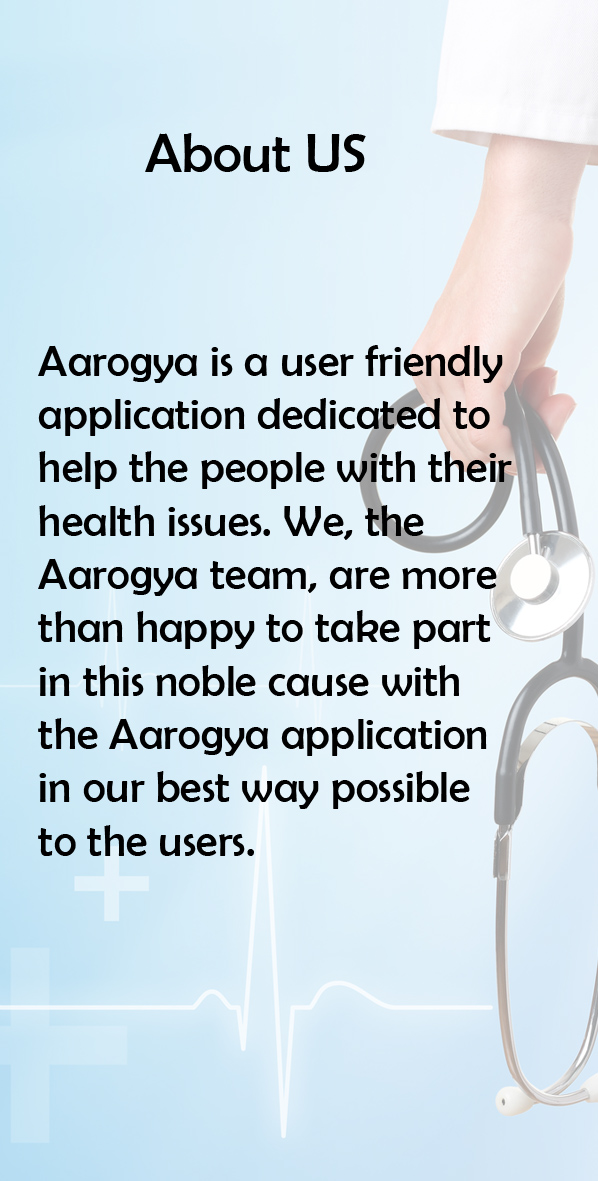 About US
Aarogya is a user friendly
application dedicated to
help the people with their
health issues. We, the
Aarogya team, are more
than happy to take part
in this noble cause with
the Aarogya application
in our best way possible
to the users.